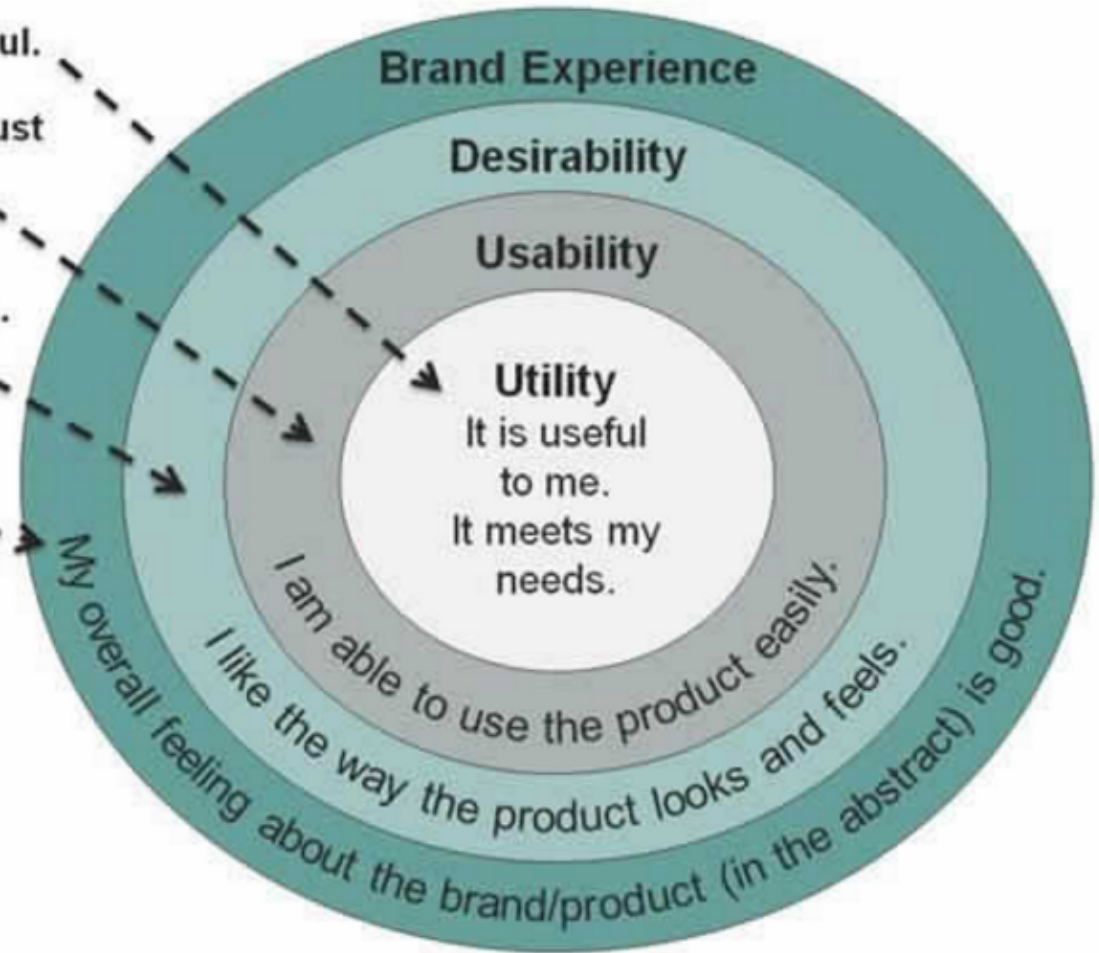 Brand Experience
Desirability
Usability
Utility
It is useful
to me.
It meets my
needs.
I am able to use the product easily.
I like the way the product looks and feels.
My overall feeling about the brand/product (in the abstract) is good.